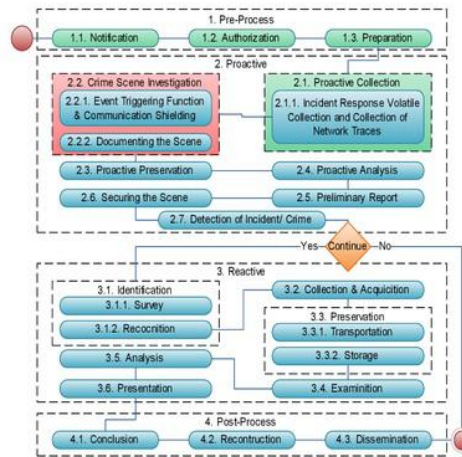 1. Pre-Process
1.1. Notification
1.2. Authorization
1.3. Preparation
2. Proactive
2.2. Crime Scene Investigation
2.2.1. Event Triggering Function
& Communication Shielding
2.2.2. Documenting the Scene
2.1. Proactive Collection
2.1.1. Incident Response Volatile
Collection and Collection of
Network Traces
2.3. Proactive Preservation
2.4. Proactive Analysis
2.6. Securing the Scene
2.5. Preliminary Report
2.7. Detection of Incident/ Crime
Yes
Continue
No
3. Reactive
3.1. Identification
3.1.1. Survey
3.1.2. Recocnition
3.2. Collection & Acquicition
3.3. Preservation
3.3.1. Transportation
3.3.2. Storage
3.5. Analysis
3.4. Examinition
3.6. Presentation
4. Post-Process
4.1. Conclusion
4.2. Recontruction
4.3. Dissemination